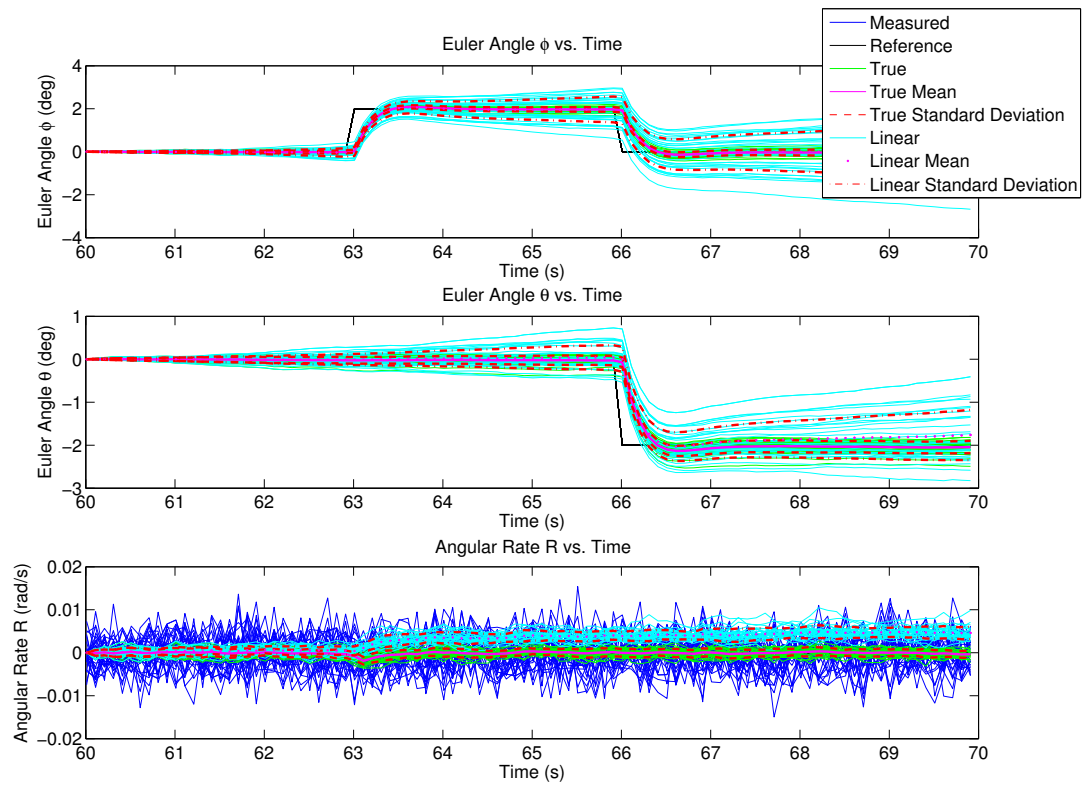 Euler Angle ϕ vs. Time
Measured
Reference
True
True Mean
True Standard Deviation
Linear
Linear Mean
Linear Standard Deviation
Euler Angle ϕ (deg)
4
2
0
−2
−4
60 61 62 63 64 65 66 67 68 69 70
Time (s)
Euler Angle θ vs. Time
Euler Angle θ (deg)
1
0
−1
−2
−3
60 61 62 63 64 65 66 67 68 69 70
Time (s)
Angular Rate R vs. Time
Angular Rate R (rad/s)
0.02
0.01
0
−0.01
−0.02
60 61 62 63 64 65 66 67 68 69 70
Time (s)